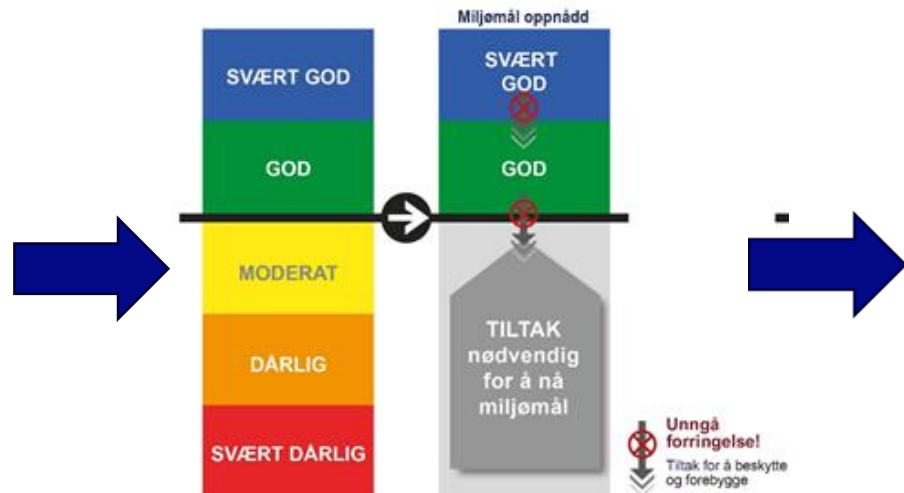 Miljømål oppnådd
SVÆRT GOD
GOD
MODERAT
DÅRLIG
SVÆRT DÅRLIG
SVÆRT
GOD
GOD
TILTAK
nødvendig
for å nå
miljømål
Unngå
forringelse!
Tiltak for å beskytte
og forebygge